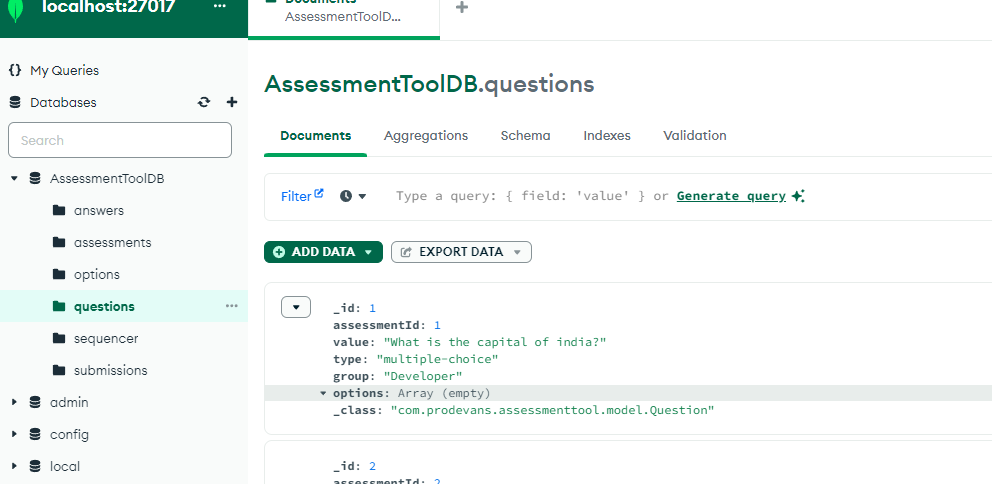 localhost:27017
...
Documents
AssessmentToolD...
+
{} My Queries
Databases
Search
AssessmentToolDB
answers
assessments
options
questions
...
sequencer
submissions
admin
config
local
AssessmentToolDB.questions
Documents Aggregations Schema Indexes Validation
Filter Type a query: { field: 'value' } or Generate query
ADD DATA EXPORT DATA
_id: 1
assessmentId: 1
value: "What is the capital of india?"
type: "multiple-choice"
group: "Developer"
options: Array (empty)
_class: "com.prodevans.assessmenttool.model.Question"
_id: 2
assessmentId: 2